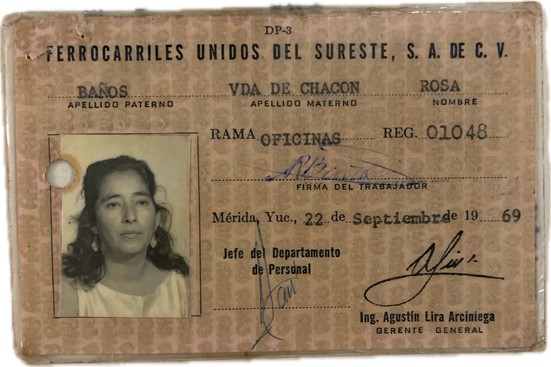 DP-3
FERROCARRILES UNIDOS DEL SURESTE, S. A. DE C. V.
BAÑOS VDA DE CHACON ROSA
APELLIDO PATERNO APELLIDO MATERNO NOMBRE
RAMA OFICINAS REG. 01048
FIRMA DEL TRABAJADOR
Mérida, Yuc., 22 de Septiembre de 19 69
Jefe del Departamento
de Personal
Ing. Agustín Lira Arciniega
GERENTE GENERAL